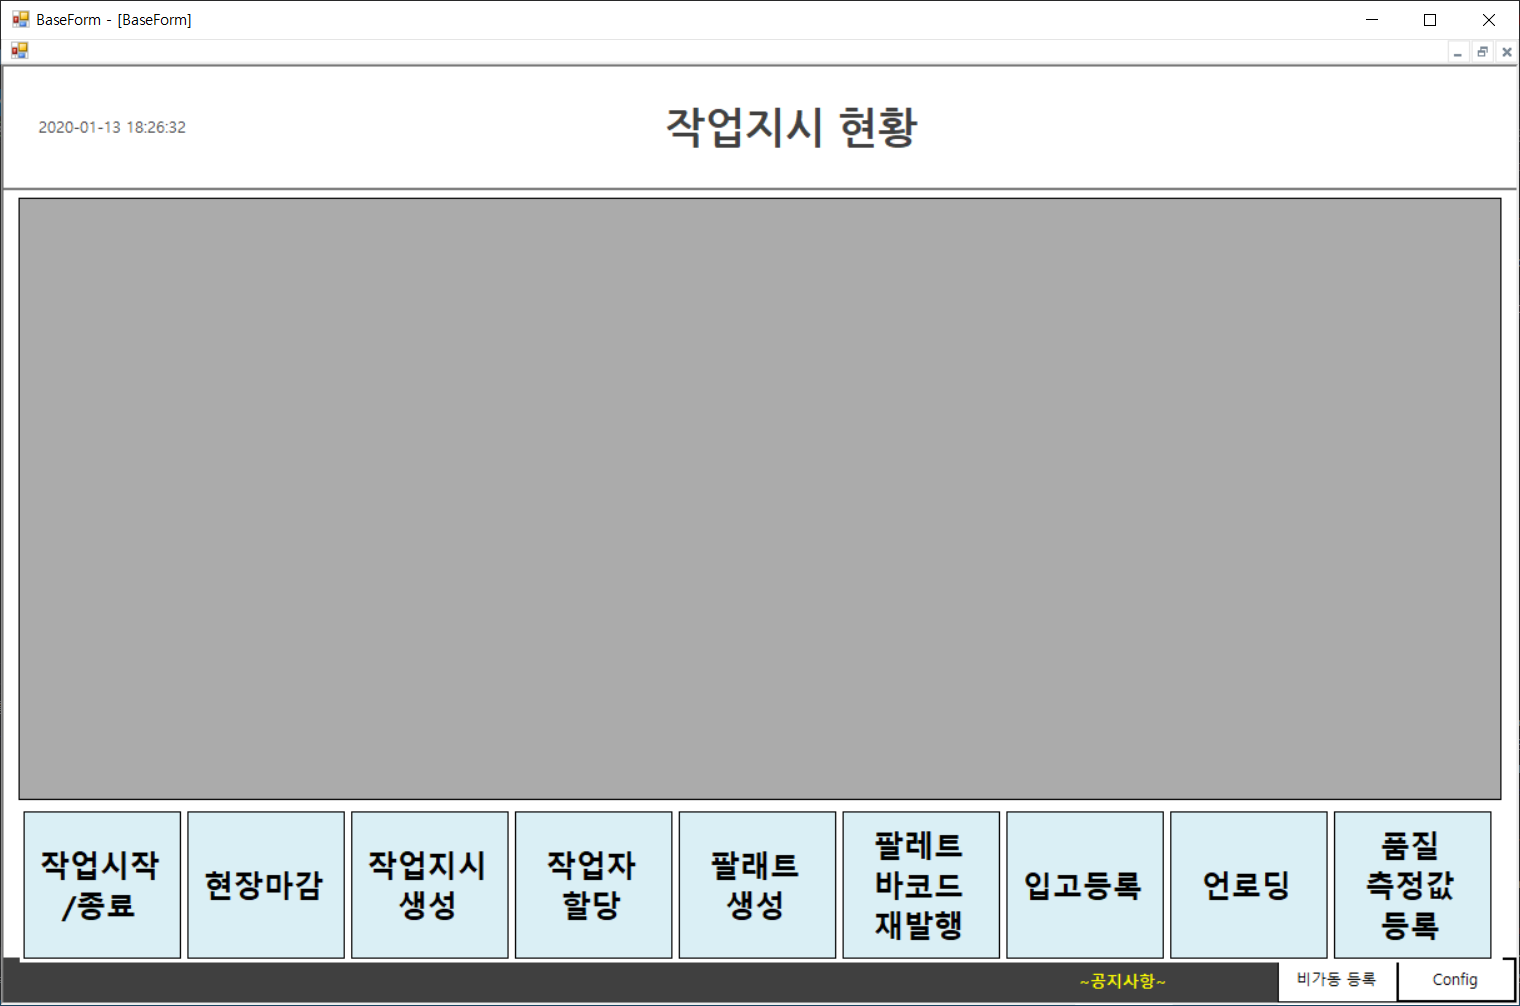 BaseForm - [BaseForm]
2020-01-13 18:26:32
작업지시 현황
작업시작
/종료
현장마감
작업지시
생성
작업자
할당
팔래트
생성
팔레트
바코드
재발행
입고등록
언로딩
품질
측정값
등록
~공지사항~
비가동 등록
Config